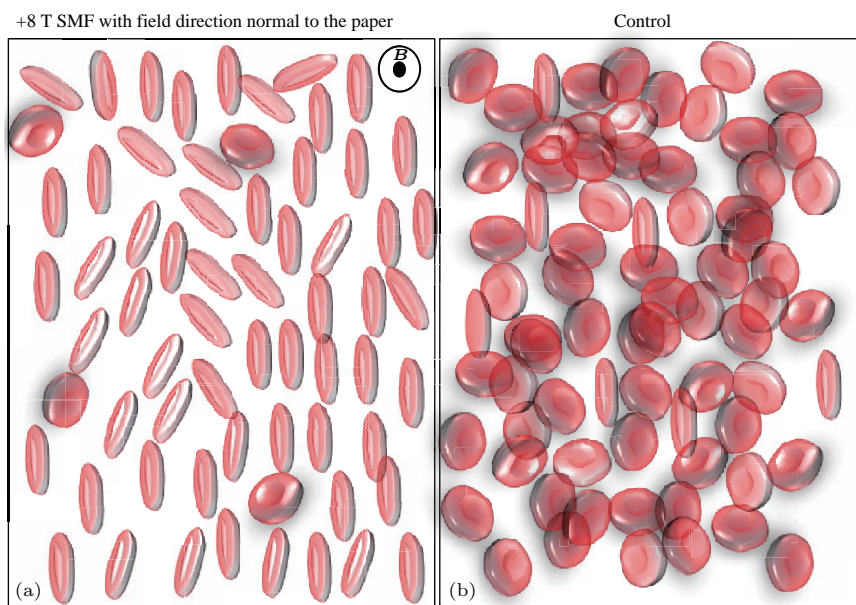 +8 T SMF with field direction normal to the paper
Control
B
(a)
(b)